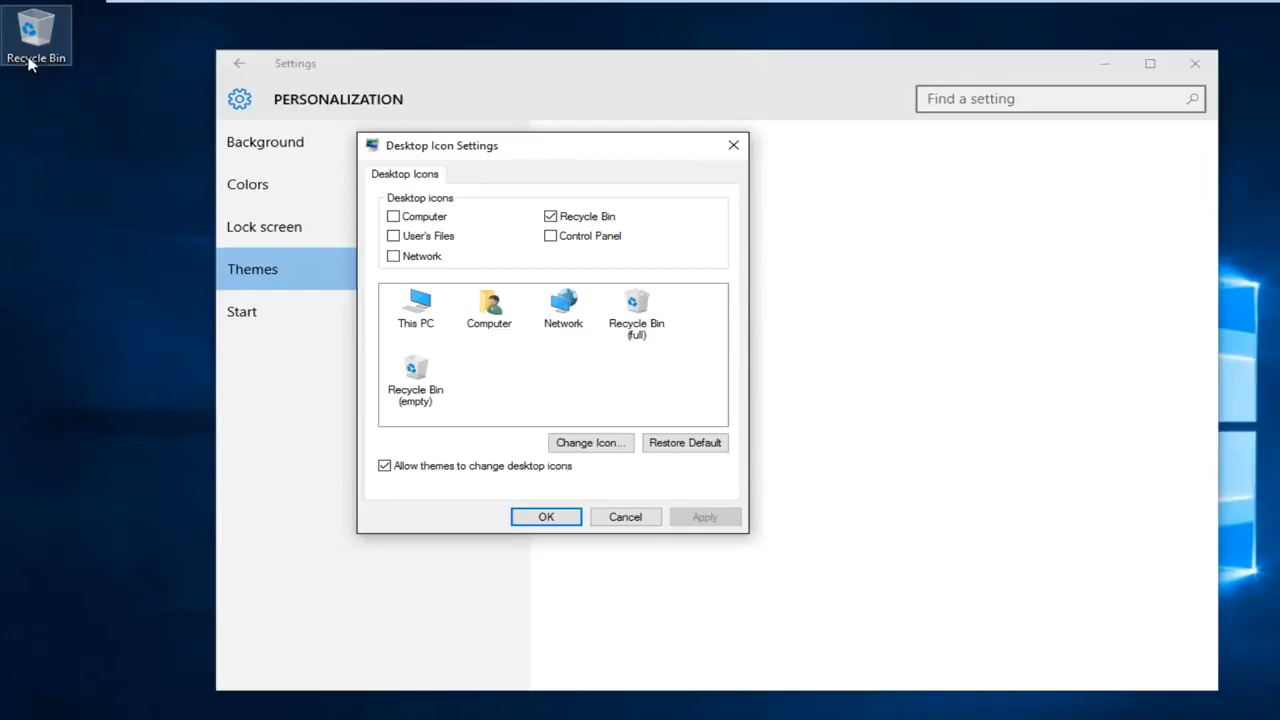 Recycle Bin
Settings
PERSONALIZATION
Find a setting
Background
Colors
Lock screen
Themes
Start
Desktop Icon Settings
Desktop Icons
Desktop icons
Computer
Recycle Bin
User's Files
Control Panel
Network
This PC
Computer
Network
Recycle Bin
(full)
Recycle Bin
(empty)
Change Icon...
Restore Default
Allow themes to change desktop icons
OK
Cancel
Apply